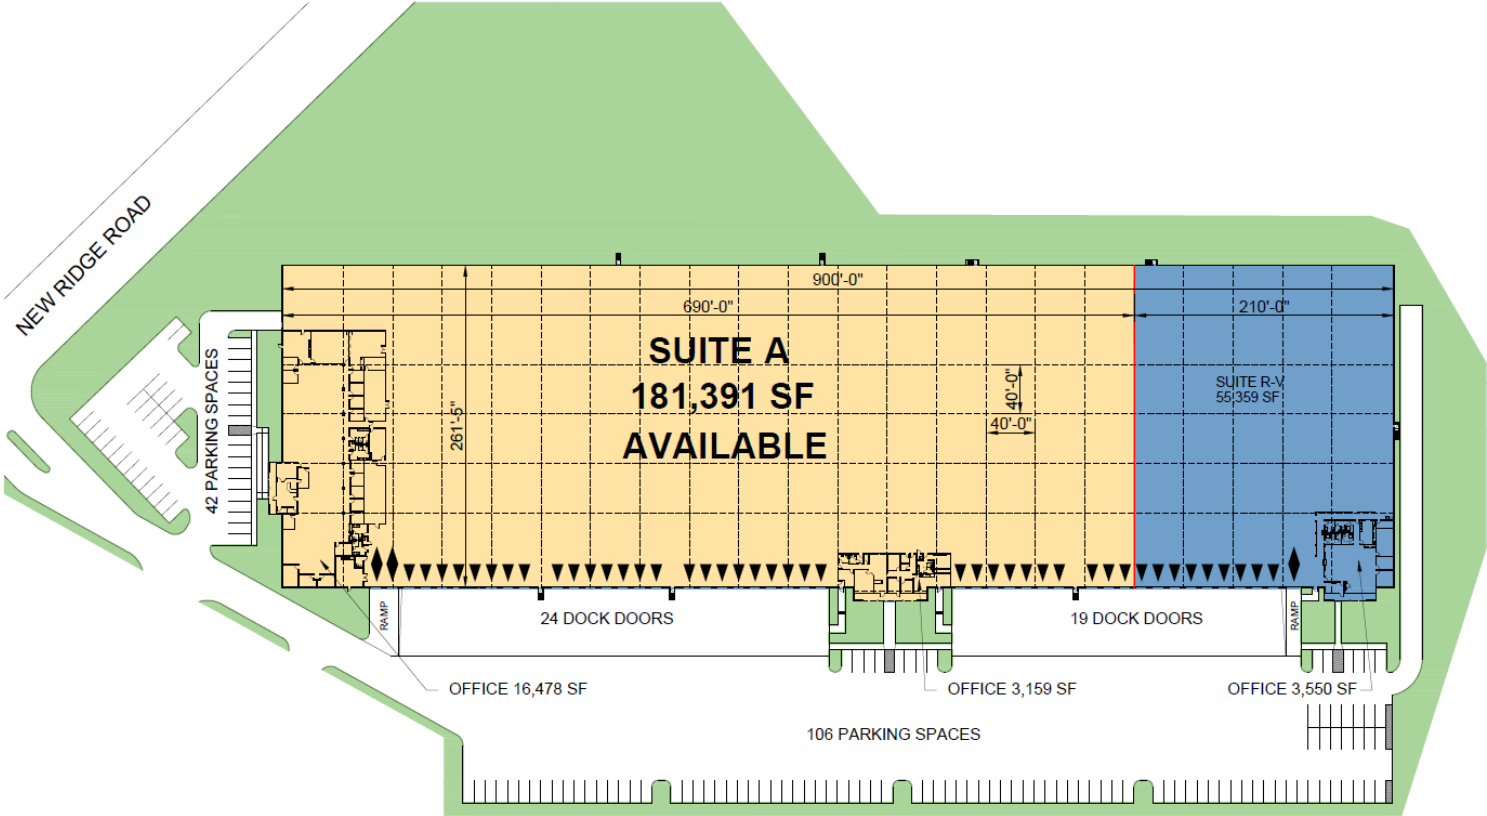 NEW RIDGE ROAD
900'-0"
690'-0"
210'-0"
SUITE A
181,391 SF
AVAILABLE
261'-5"
40'-0"
40'-0"
SUITE R-V
55,359 SF
42 PARKING SPACES
RAMP
24 DOCK DOORS
19 DOCK DOORS
RAMP
OFFICE 16,478 SF
OFFICE 3,159 SF
OFFICE 3,550 SF
106 PARKING SPACES